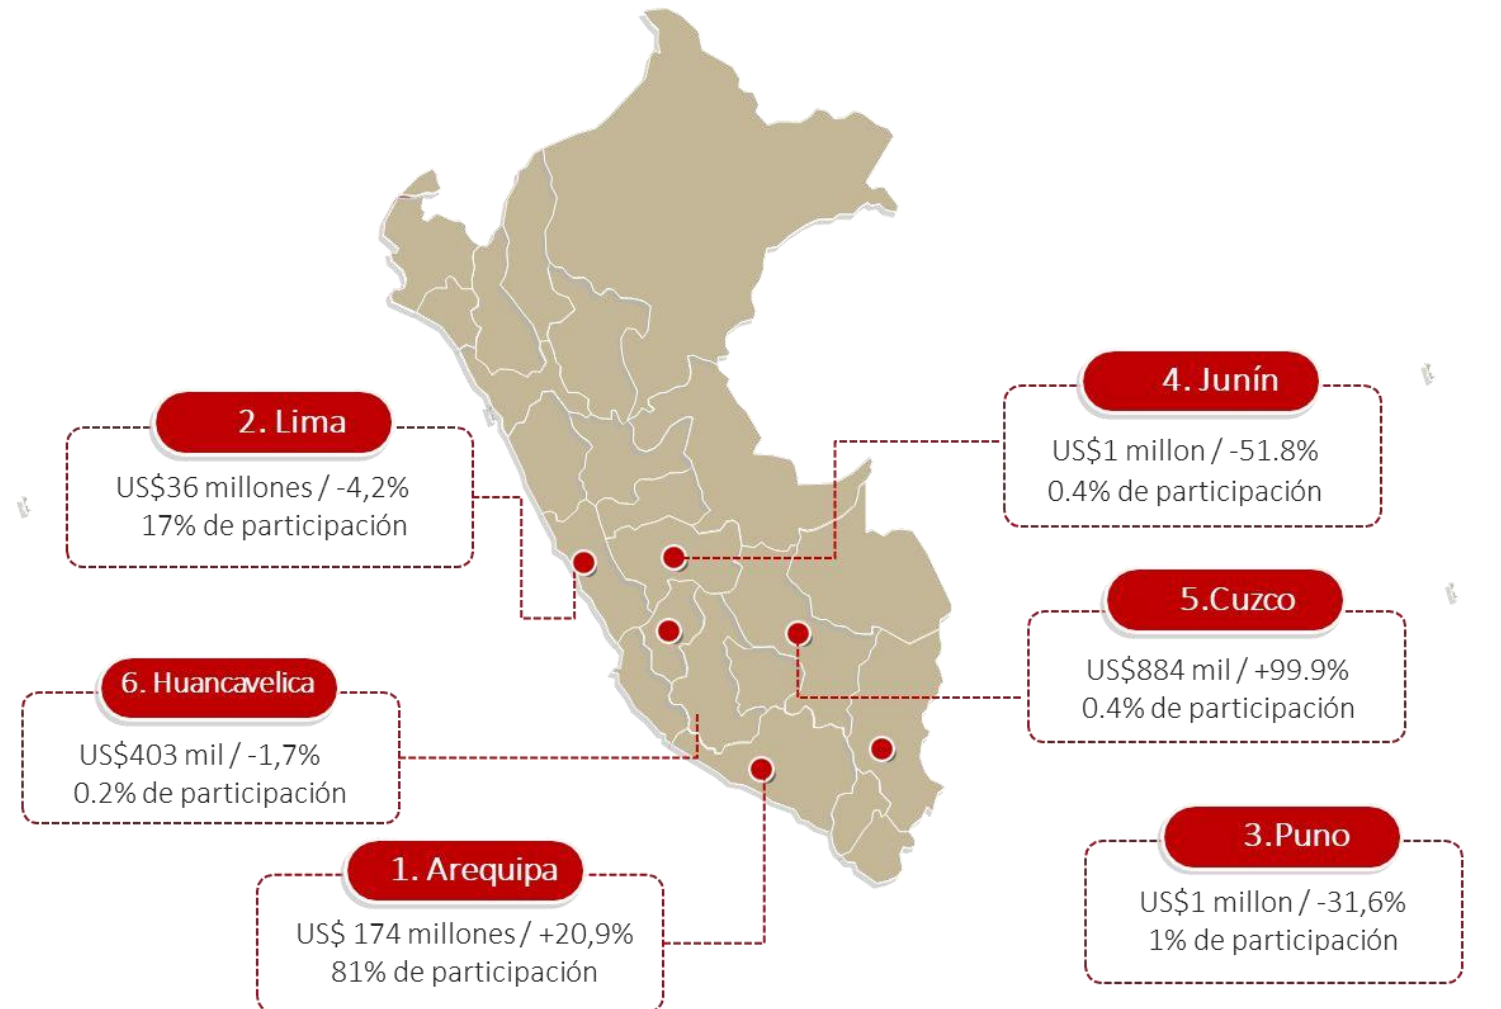 4. Junín
US$1 millon / -51.8%
0.4% de participación
2. Lima
US$36 millones / -4,2%
17% de participación
5.Cuzco
US$884 mil / +99.9%
0.4% de participación
6. Huancavelica
US$403 mil / -1,7%
0.2% de participación
3.Puno
US$1 millon / -31,6%
1% de participación
1. Arequipa
US$ 174 millones / +20,9%
81% de participación